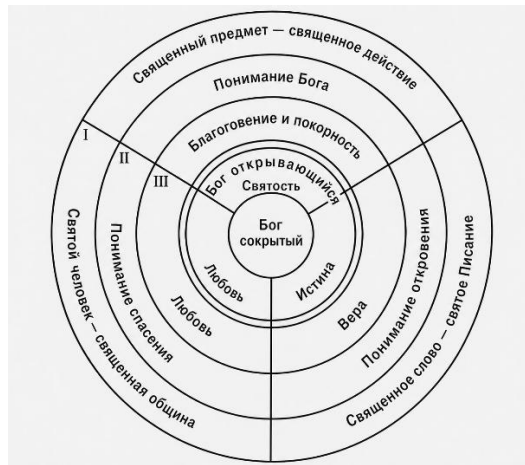 Священный предмет — священное действие
Понимание Бога
Благоговение и покорность
Бог открывающийся
Святость
Бог
сокрытый
I
II
III
Любовь
Истина
Любовь
Вера
Понимание спасения
Понимание откровения
Святой человек — священная община
Священное слово — святое Писание